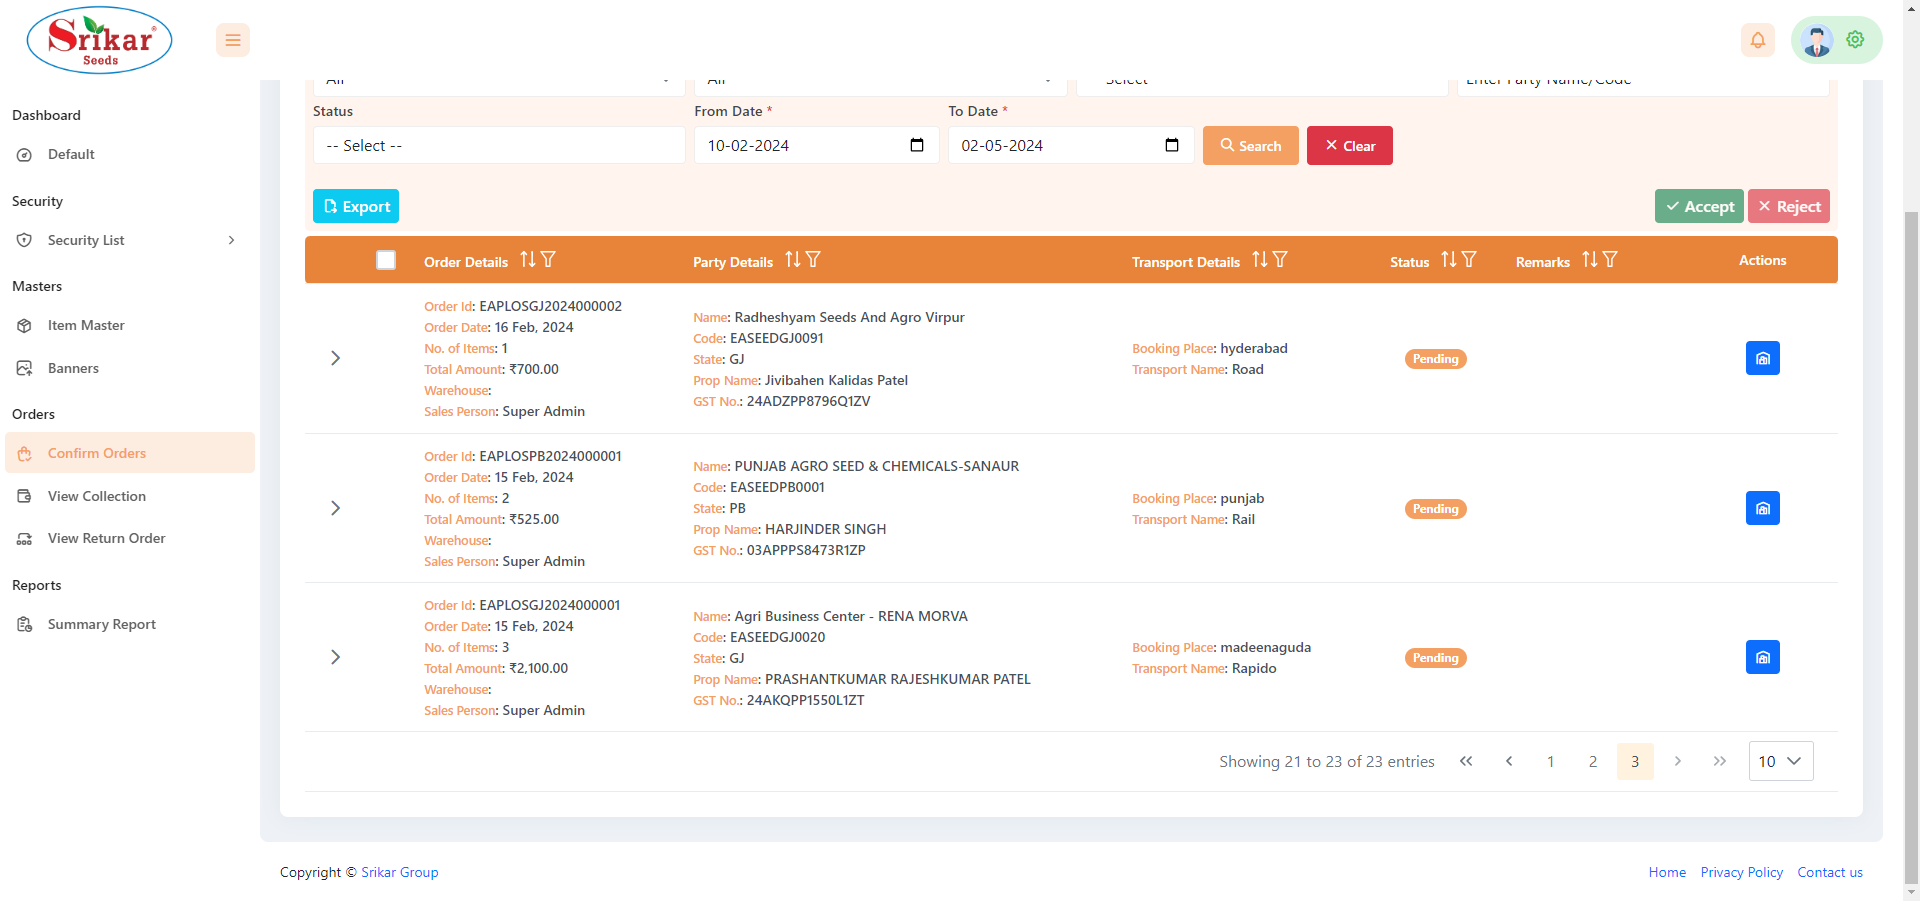 Srikar
Seeds
All
All
Select
Enter Party Name/Code
Dashboard
Default
Security
Security List
Masters
Item Master
Banners
Orders
Confirm Orders
View Collection
View Return Order
Reports
Summary Report
Status
From Date *
To Date *
-- Select --
10-02-2024
02-05-2024
Search
Clear
Export
Accept
Reject
Order Details
Party Details
Transport Details
Status
Remarks
Actions
Order Id: EAPLOSGJ2024000002
Order Date: 16 Feb, 2024
No. of Items: 1
Total Amount: ₹700.00
Warehouse:
Sales Person: Super Admin
Name: Radheshyam Seeds And Agro Virpur
Code: EASEEDGJ0091
State: GJ
Prop Name: Jivibahen Kalidas Patel
GST No.: 24ADZPP8796Q1ZV
Booking Place: hyderabad
Transport Name: Road
Pending
Order Id: EAPLOSPB2024000001
Order Date: 15 Feb, 2024
No. of Items: 2
Total Amount: ₹525.00
Warehouse:
Sales Person: Super Admin
Name: PUNJAB AGRO SEED & CHEMICALS-SANAUR
Code: EASEEDPB0001
State: PB
Prop Name: HARJINDER SINGH
GST No.: 03APPPS8473R1ZP
Booking Place: punjab
Transport Name: Rail
Pending
Order Id: EAPLOSGJ2024000001
Order Date: 15 Feb, 2024
No. of Items: 3
Total Amount: ₹2,100.00
Warehouse:
Sales Person: Super Admin
Name: Agri Business Center - RENA MORVA
Code: EASEEDGJ0020
State: GJ
Prop Name: PRASHANTKUMAR RAJESHKUMAR PATEL
GST No.: 24AKQPP1550L1ZT
Booking Place: madeenaguda
Transport Name: Rapido
Pending
Showing 21 to 23 of 23 entries
1
2
3
10
Copyright © Srikar Group
Home
Privacy Policy
Contact us